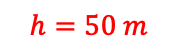 h = 50 m